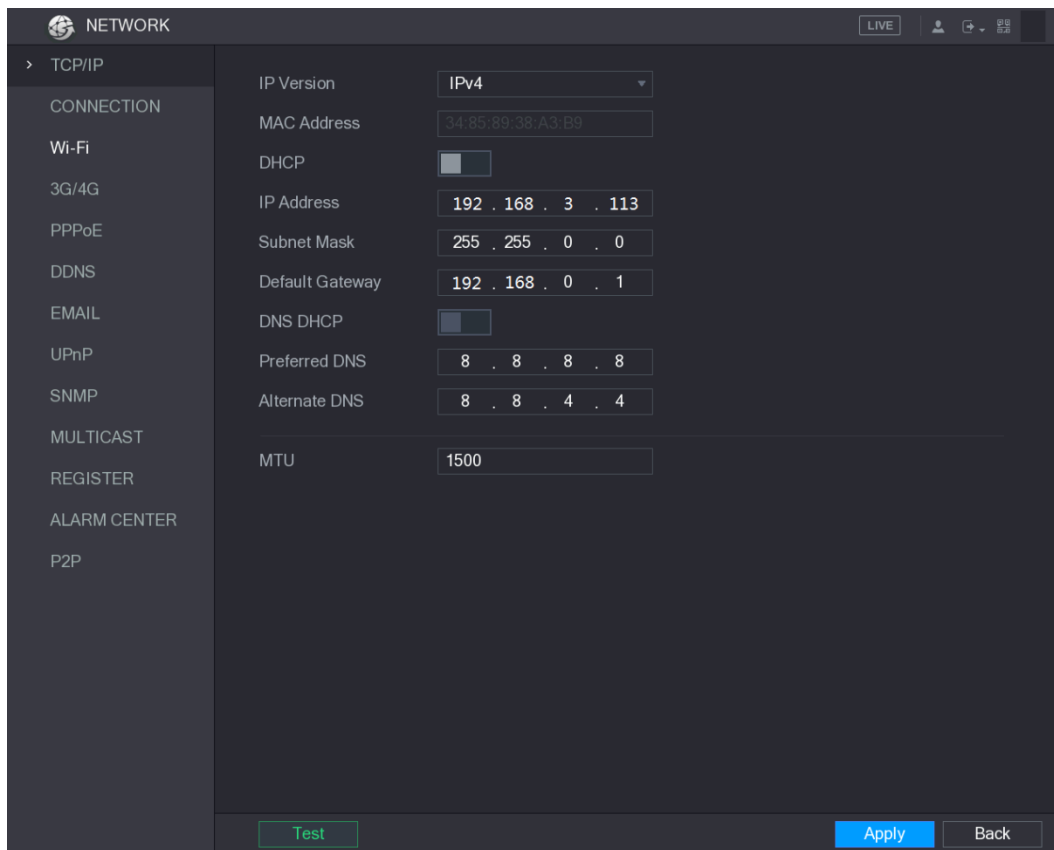 NETWORK
LIVE
TCP/IP
CONNECTION
Wi-Fi
3G/4G
PPPoE
DDNS
EMAIL
UPnP
SNMP
MULTICAST
REGISTER
ALARM CENTER
P2P
IP Version IPv4
MAC Address 34:85:89:38:A3:B9
DHCP
IP Address 192 . 168 . 3 . 113
Subnet Mask 255 . 255 . 0 . 0
Default Gateway 192 . 168 . 0 . 1
DNS DHCP
Preferred DNS 8 . 8 . 8 . 8
Alternate DNS 8 . 8 . 4 . 4
MTU 1500
Test Apply Back